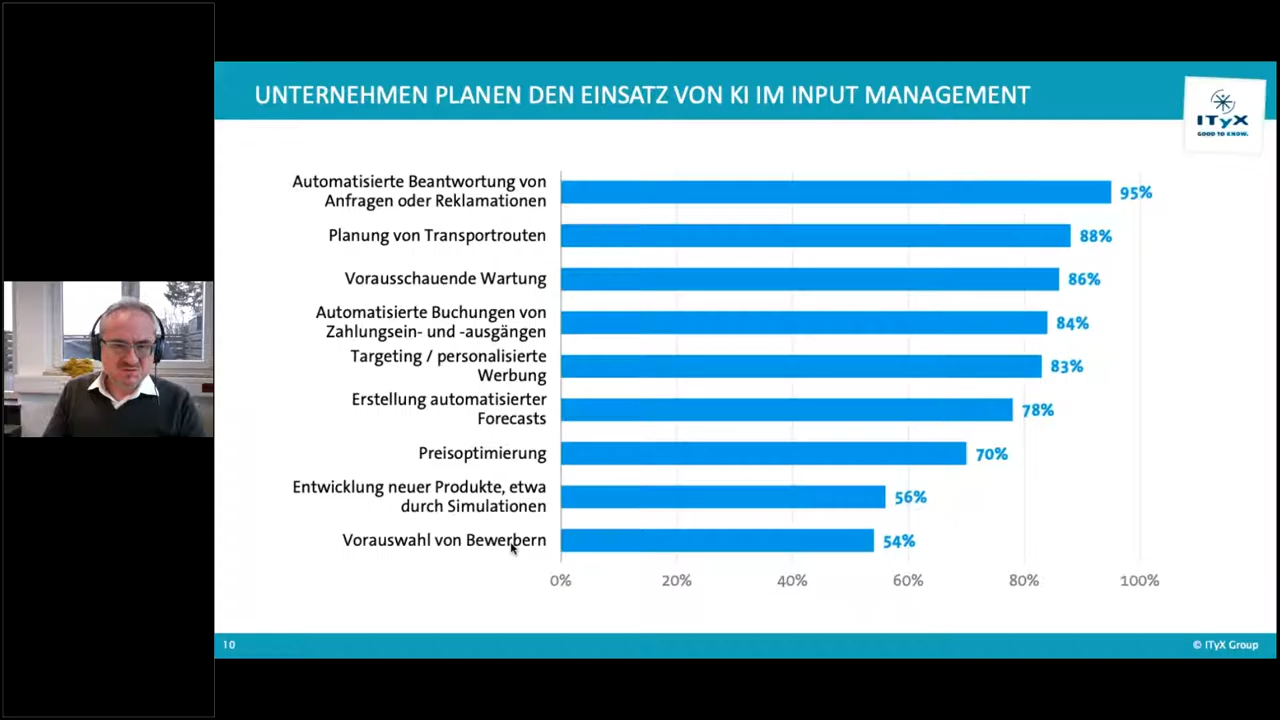 UNTERNEHMEN PLANEN DEN EINSATZ VON KI IM INPUT MANAGEMENT
ITyX
GOOD TO KNOW.
Automatisierte Beantwortung von
Anfragen oder Reklamationen
95%
Planung von Transportrouten
88%
Vorausschauende Wartung
86%
Automatisierte Buchungen von
Zahlungsein- und -ausgängen
84%
Targeting / personalisierte
Werbung
83%
Erstellung automatisierter
Forecasts
78%
Preisoptimierung
70%
Entwicklung neuer Produkte, etwa
durch Simulationen
56%
Vorauswahl von Bewerbern
54%
0% 20% 40% 60% 80% 100%
10
© ITyX Group